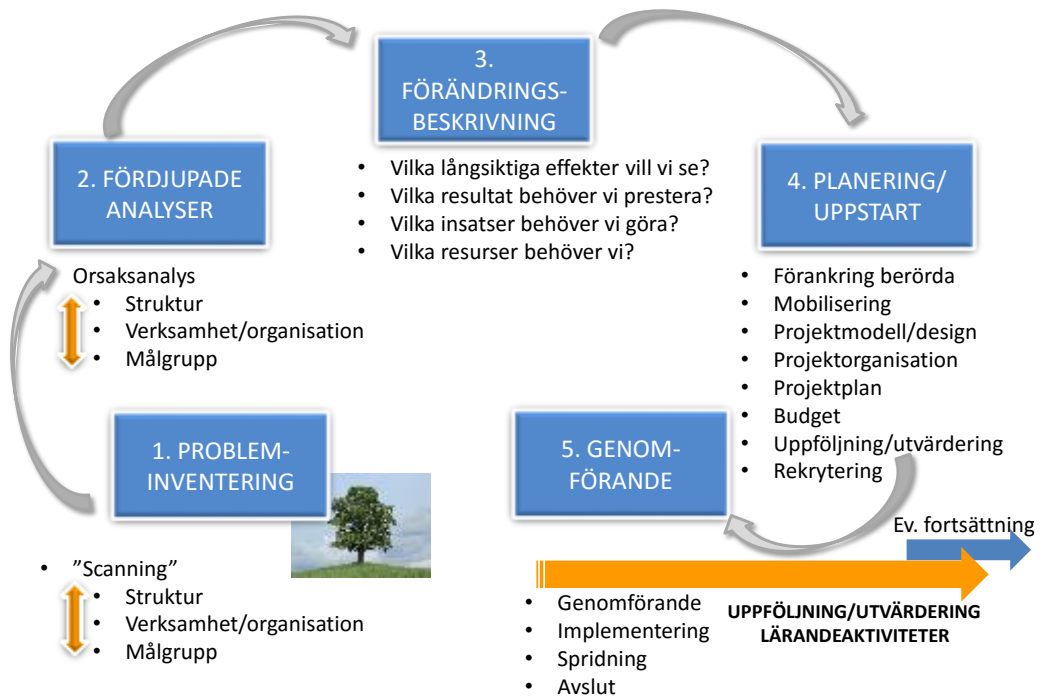 1. PROBLEM-
INVENTERING
• ”Scanning”
• Struktur
• Verksamhet/organisation
• Målgrupp
2. FÖRDJUPADE
ANALYSER
Orsaksanalys
• Struktur
• Verksamhet/organisation
• Målgrupp
3.
FÖRÄNDRINGS-
BESKRIVNING
• Vilka långsiktiga effekter vill vi se?
• Vilka resultat behöver vi prestera?
• Vilka insatser behöver vi göra?
• Vilka resurser behöver vi?
4. PLANERING/
UPPSTART
• Förankring berörda
• Mobilisering
• Projektmodell/design
• Projektorganisation
• Projektplan
• Budget
• Uppföljning/utvärdering
• Rekrytering
5. GENOM-
FÖRANDE
Ev. fortsättning
• Genomförande
• Implementering
• Spridning
• Avslut
UPPFÖLJNING/UTVÄRDERING
LÄRANDEAKTIVITETER